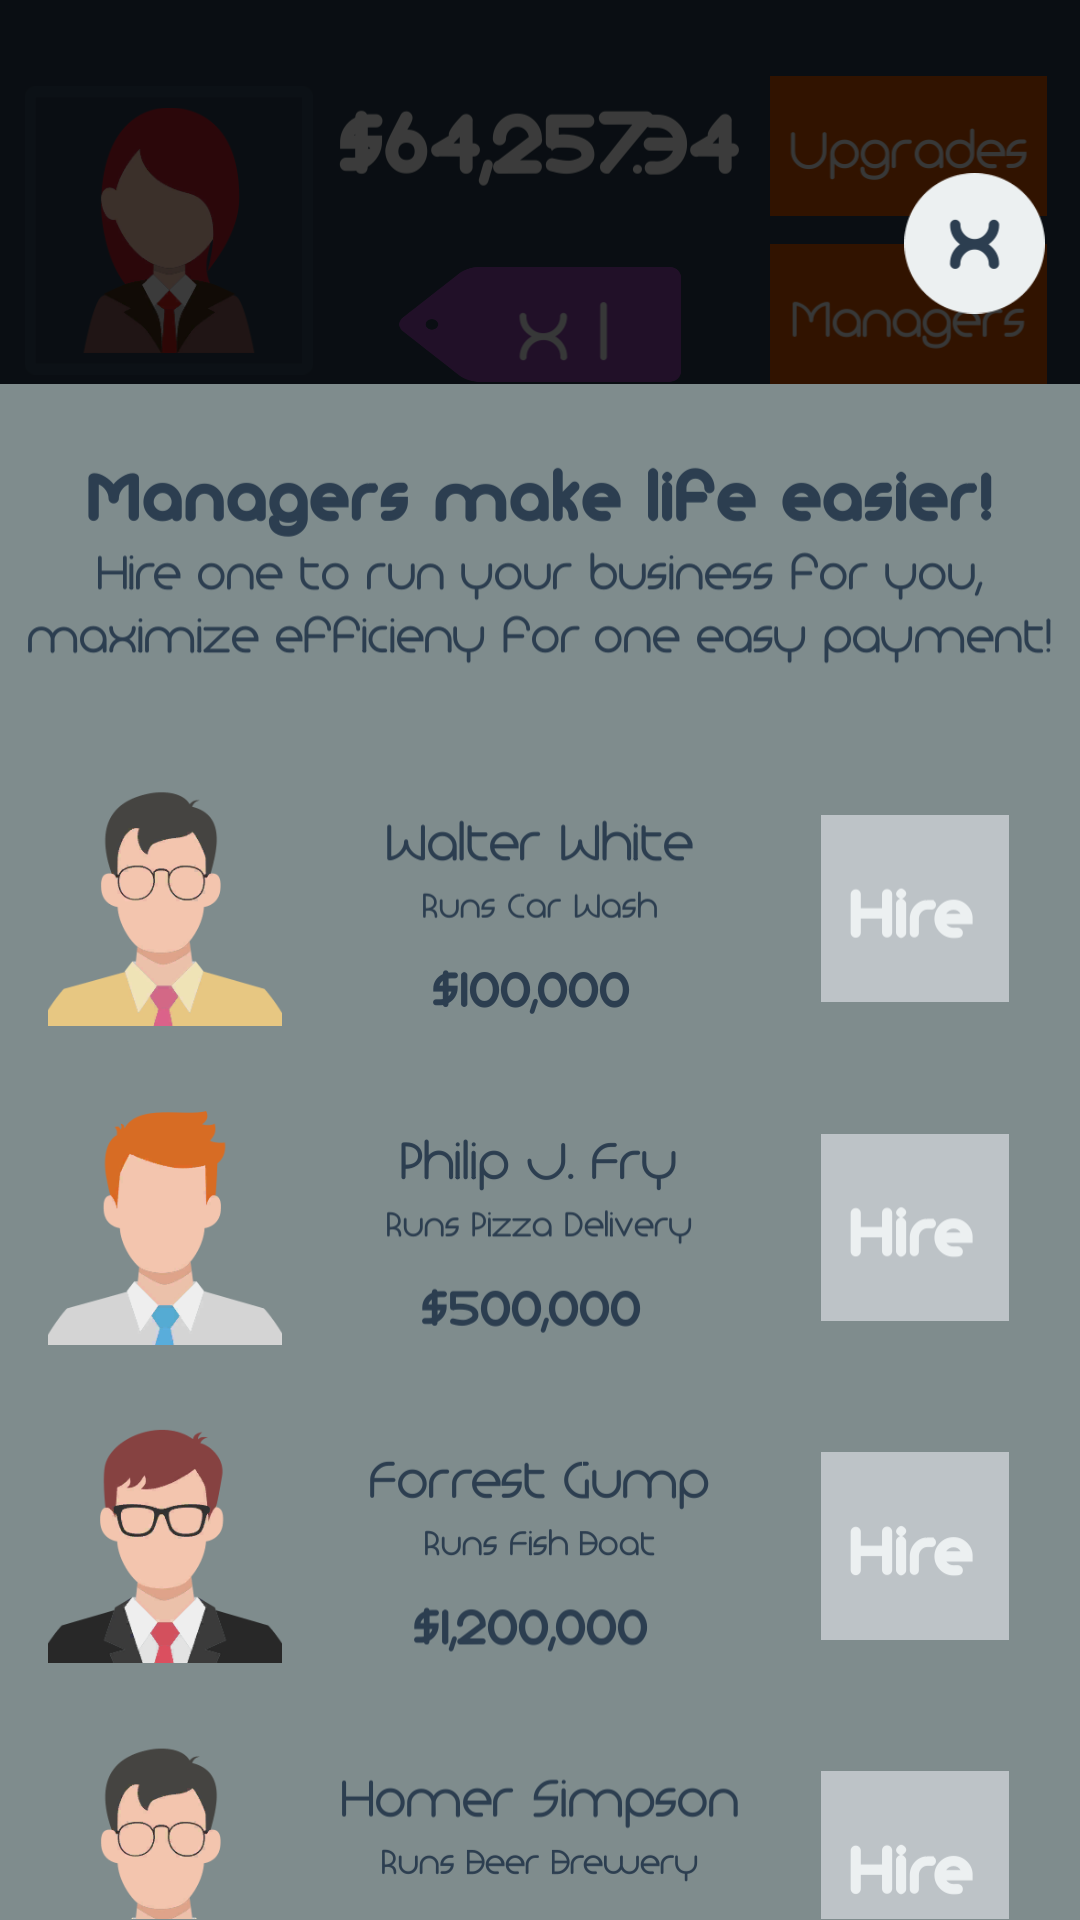 $64,257.34
Upgrades
x 1
Managers
X
Managers make life easier!
Hire one to run your business for you,
maximize efficieny for one easy payment!
Walter White
Runs Car Wash
$100,000
Hire
Philip J. Fry
Runs Pizza Delivery
$500,000
Hire
Forrest Gump
Runs Fish Boat
$1,200,000
Hire
Homer Simpson
Runs Beer Brewery
Hire